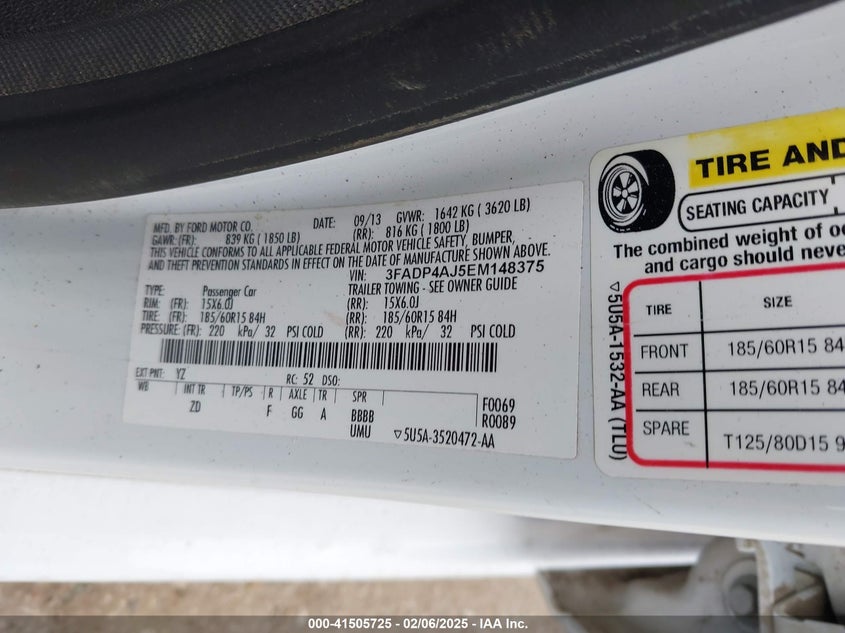 MFD. BY FORD MOTOR CO.
DATE: 09/13 GVWR: 1642 KG ( 3620 LB)
GAWR: (FR): 839 KG ( 1850 LB) (RR): 816 KG ( 1800 LB)
THIS VEHICLE CONFORMS TO ALL APPLICABLE FEDERAL MOTOR VEHICLE SAFETY, BUMPER,
AND THEFT PREVENTION STANDARDS IN EFFECT ON THE DATE OF MANUFACTURE SHOWN ABOVE.
VIN: 3FADP4AJ5EM148375
TYPE: Passenger Car TRAILER TOWING - SEE OWNER GUIDE
RIM: (FR): 15X6.0J (RR): 15X6.0J
TIRE: (FR): 185/60R15 84H (RR): 185/60R15 84H
PRESSURE: (FR): 220 kPa/ 32 PSI COLD (RR): 220 kPa/ 32 PSI COLD
EXT PNT: YZ RC: 52 DSO:
WB INT TR TP/PS R AXLE TR SPR
ZD F GG A BBBB
UMU
F0069
R0089
▽5U5A-3520472-AA
TIRE AND
SEATING CAPACITY
The combined weight of oc
and cargo should neve
TIRE SIZE
FRONT 185/60R15 84
REAR 185/60R15 84
SPARE T125/80D15 9
▽5U5A-1532-AA (TLU)
000-41505725 - 02/06/2025 - IAA Inc.